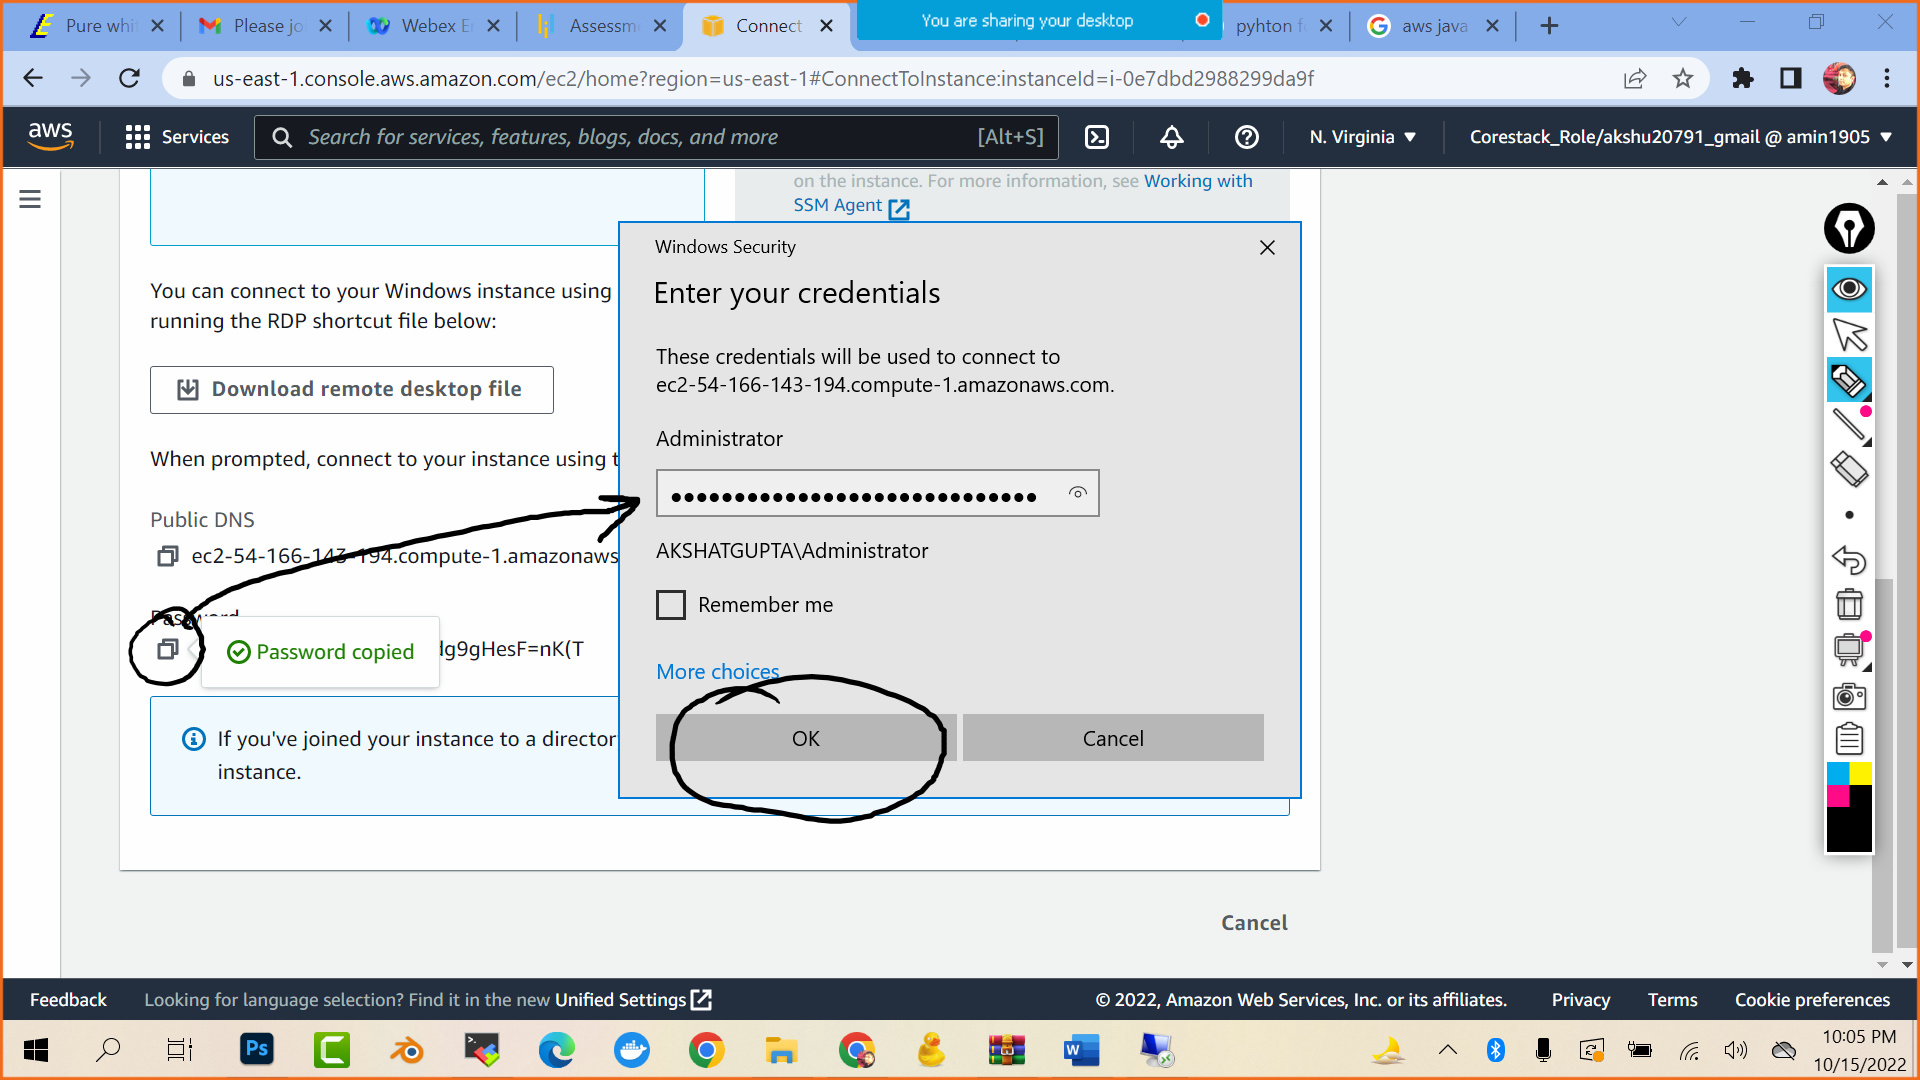 Pure whi
Please jo
Webex E
Assessm
Connect
You are sharing your desktop
pyhton f
aws java
us-east-1.console.aws.amazon.com/ec2/home?region=us-east-1#ConnectToInstance:instanceId=i-0e7dbd2988299da9f
aws
Services
Search for services, features, blogs, docs, and more
[Alt+S]
N. Virginia
Corestack_Role/akshu20791_gmail @ amin1905
on the instance. For more information, see Working with
SSM Agent
You can connect to your Windows instance using
running the RDP shortcut file below:
Download remote desktop file
When prompted, connect to your instance using t
Public DNS
ec2-54-166-143-194.compute-1.amazonaws
Password
Password copied
dg9gHesF=nK(T
If you've joined your instance to a director
instance.
Windows Security
Enter your credentials
These credentials will be used to connect to
ec2-54-166-143-194.compute-1.amazonaws.com.
Administrator
AKSHATGUPTA\Administrator
Remember me
More choices
OK
Cancel
Cancel
Feedback
Looking for language selection? Find it in the new Unified Settings
© 2022, Amazon Web Services, Inc. or its affiliates.
Privacy
Terms
Cookie preferences
Ps
W
10:05 PM
10/15/2022